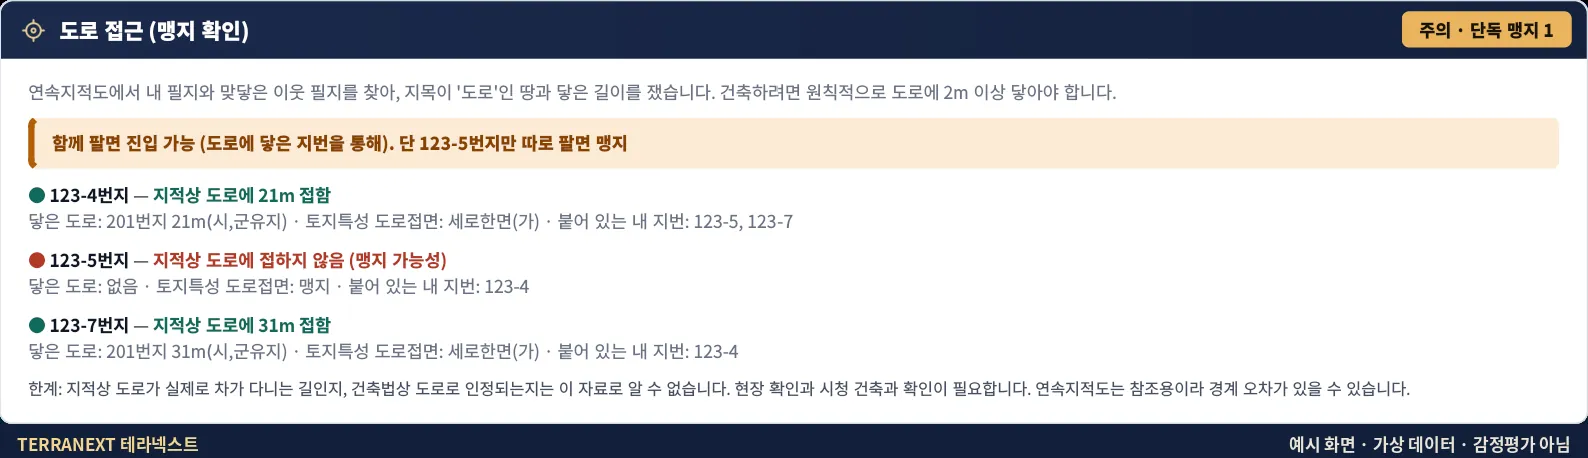 도로 접근 (맹지 확인)
주의 · 단독 맹지 1
연속지적도에서 내 필지와 맞닿은 이웃 필지를 찾아, 지목이 '도로'인 땅과 닿은 길이를 쟀습니다. 건축하려면 원칙적으로 도로에 2m 이상 닿아야 합니다.
함께 팔면 진입 가능 (도로에 닿은 지번을 통해). 단 123-5번지만 따로 팔면 맹지
123-4번지 — 지적상 도로에 21m 접함
닿은 도로: 201번지 21m(시,군유지) · 토지특성 도로접면: 세로한면(가) · 붙어 있는 내 지번: 123-5, 123-7
123-5번지 — 지적상 도로에 접하지 않음 (맹지 가능성)
닿은 도로: 없음 · 토지특성 도로접면: 맹지 · 붙어 있는 내 지번: 123-4
123-7번지 — 지적상 도로에 31m 접함
닿은 도로: 201번지 31m(시,군유지) · 토지특성 도로접면: 세로한면(가) · 붙어 있는 내 지번: 123-4
한계: 지적상 도로가 실제로 차가 다니는 길인지, 건축법상 도로로 인정되는지는 이 자료로 알 수 없습니다. 현장 확인과 시청 건축과 확인이 필요합니다. 연속지적도는 참조용이라 경계 오차가 있을 수 있습니다.
TERRANEXT 테라넥스트
예시 화면 · 가상 데이터 · 감정평가 아님